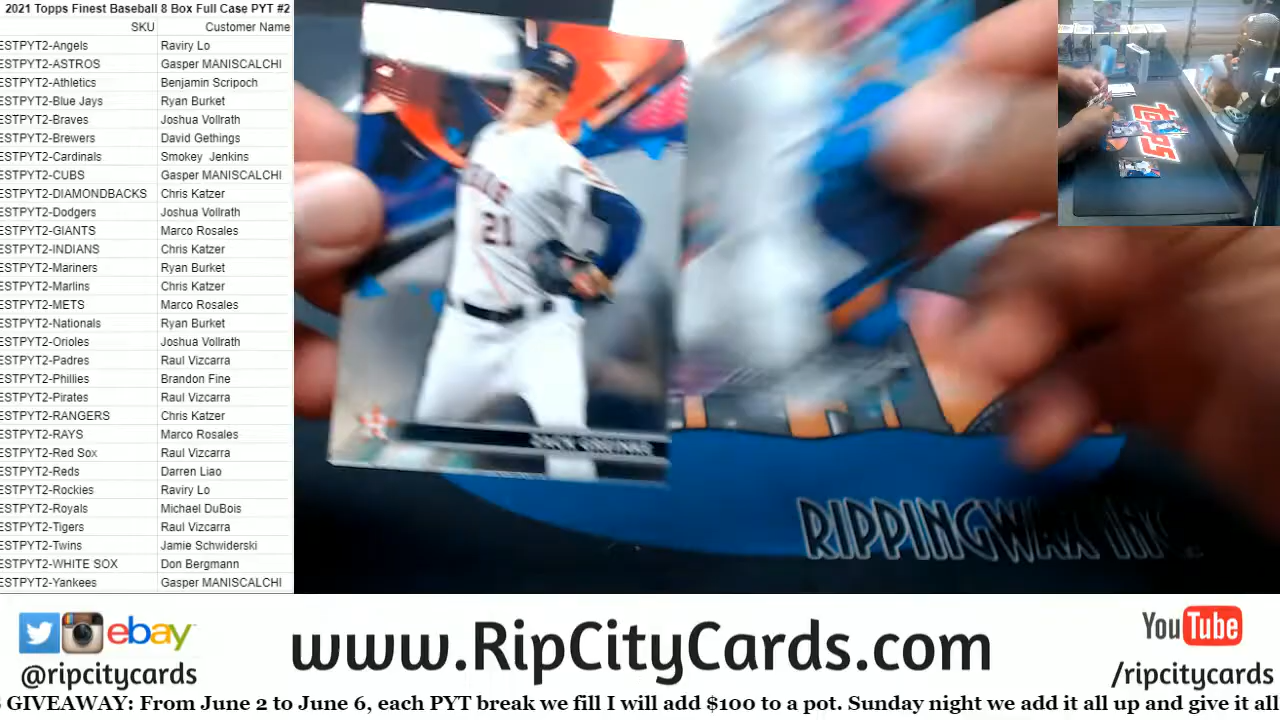 2021 Topps Finest Baseball 8 Box Full Case PYT #2
SKU Customer Name
ESTPYT2-Angels Raviry Lo
ESTPYT2-ASTROS Gasper MANISCALCHI
ESTPYT2-Athletics Benjamin Scripoch
ESTPYT2-Blue Jays Ryan Burket
ESTPYT2-Braves Joshua Vollrath
ESTPYT2-Brewers David Gethings
ESTPYT2-Cardinals Smokey Jenkins
ESTPYT2-CUBS Gasper MANISCALCHI
ESTPYT2-DIAMONDBACKS Chris Katzer
ESTPYT2-Dodgers Joshua Vollrath
ESTPYT2-GIANTS Marco Rosales
ESTPYT2-INDIANS Chris Katzer
ESTPYT2-Mariners Ryan Burket
ESTPYT2-Marlins Chris Katzer
ESTPYT2-METS Marco Rosales
ESTPYT2-Nationals Ryan Burket
ESTPYT2-Orioles Joshua Vollrath
ESTPYT2-Padres Raul Vizcarra
ESTPYT2-Phillies Brandon Fine
ESTPYT2-Pirates Raul Vizcarra
ESTPYT2-RANGERS Chris Katzer
ESTPYT2-RAYS Marco Rosales
ESTPYT2-Red Sox Raul Vizcarra
ESTPYT2-Reds Darren Liao
ESTPYT2-Rockies Raviry Lo
ESTPYT2-Royals Michael DuBois
ESTPYT2-Tigers Raul Vizcarra
ESTPYT2-Twins Jamie Schwiderski
ESTPYT2-WHITE SOX Don Bergmann
ESTPYT2-Yankees Gasper MANISCALCHI
21
RIPPINGWAX INC.
topps
ebay
@ripcitycards
www.RipCityCards.com
YouTube
/ripcitycards
GIVEAWAY: From June 2 to June 6, each PYT break we fill I will add $100 to a pot. Sunday night we add it all up and give it all